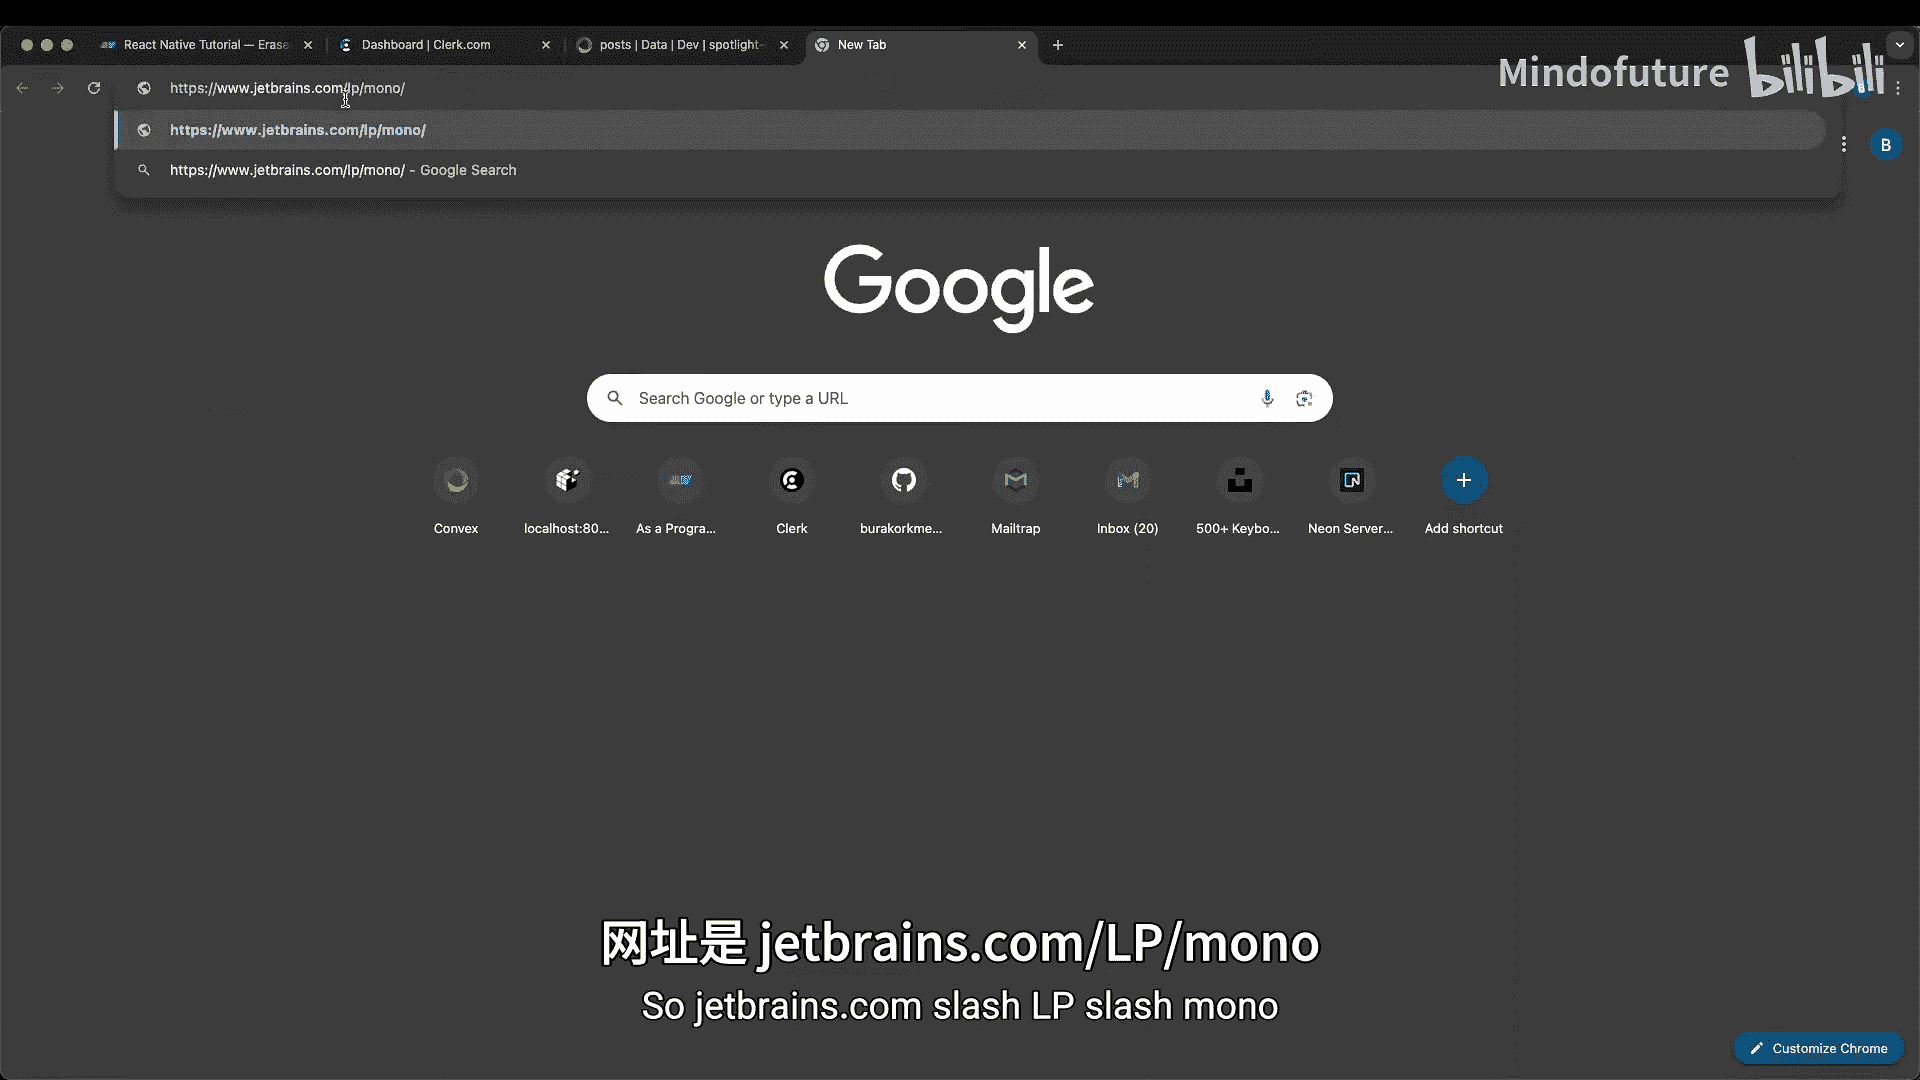 React Native Tutorial — Erase
Dashboard | Clerk.com
posts | Data | Dev | spotlight-
New Tab
Mindofuture bilibili
https://www.jetbrains.com/lp/mono/
https://www.jetbrains.com/lp/mono/
https://www.jetbrains.com/lp/mono/ - Google Search
B
Google
Search Google or type a URL
Convex
localhost:80...
As a Progra...
Clerk
burakorkme...
Mailtrap
Inbox (20)
500+ Keybo...
Neon Server...
Add shortcut
网址是 jetbrains.com/LP/mono
So jetbrains.com slash LP slash mono
Customize Chrome